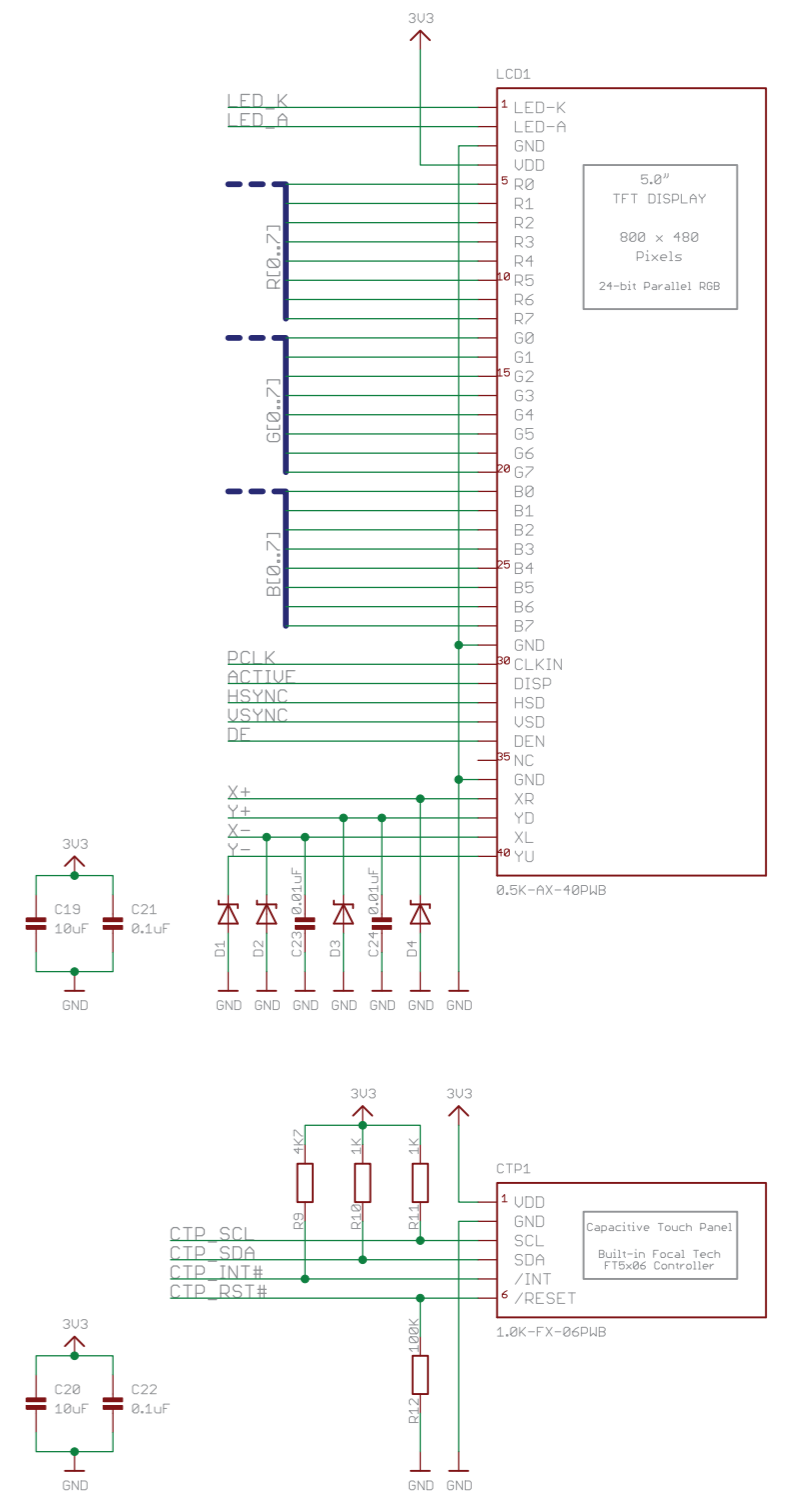 3V3
LCD1
LED_K
LED_A
1 LED-K
LED-A
GND
VDD
5 R0
R1
R2
R3
R4
10 R5
R6
R7
G0
G1
15 G2
G3
G4
G5
G6
20 G7
B0
B1
B2
B3
25 B4
B5
B6
B7
GND
30 CLKIN
DISP
HSD
VSD
DEN
35 NC
GND
XR
YD
XL
40 YU
5.0"
TFT DISPLAY
800 x 480
Pixels
24-bit Parallel RGB
R[0..7]
G[0..7]
B[0..7]
PCLK
ACTIVE
HSYNC
VSYNC
DE
X+
Y+
X-
Y-
0.5K-AX-40PWB
3V3
C19
10uF
C21
0.1uF
GND
D1
D2
C23
0.01uF
D3
C24
0.01uF
D4
GND
GND
GND
GND
GND
GND
GND
3V3
3V3
4K7
1K
1K
R9
R10
R11
CTP1
CTP_SCL
CTP_SDA
CTP_INT#
CTP_RST#
1 VDD
GND
SCL
SDA
/INT
6 /RESET
Capacitive Touch Panel
Built-in Focal Tech
FT5x06 Controller
1.0K-FX-06PWB
100K
R12
3V3
C20
10uF
C22
0.1uF
GND
GND
GND